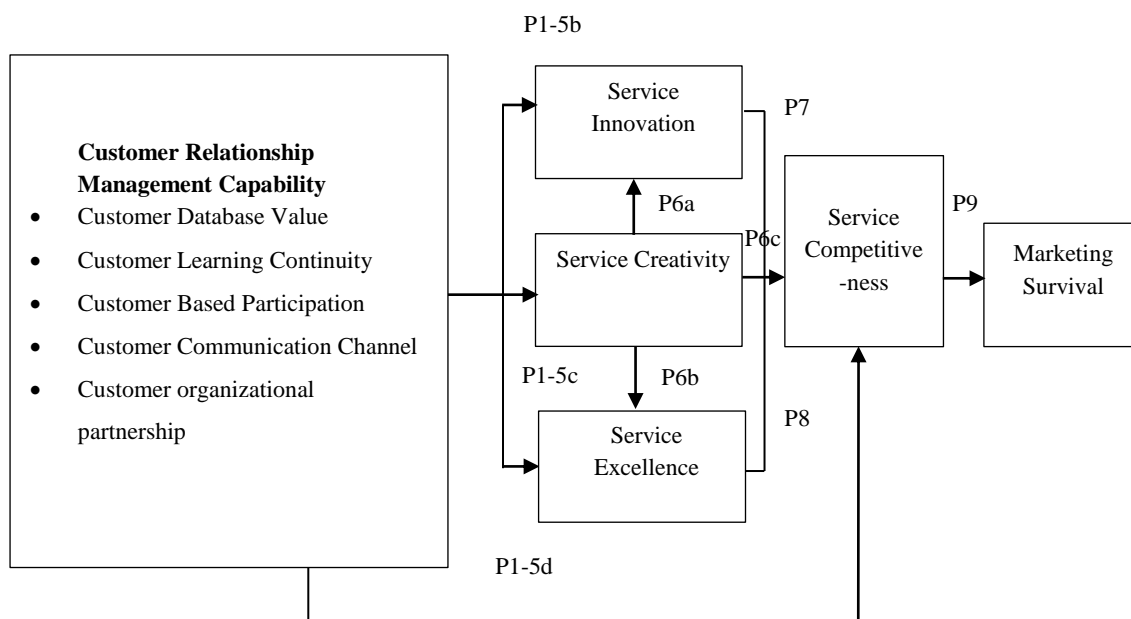 P1-5b
Customer Relationship
Management Capability
• Customer Database Value
• Customer Learning Continuity
• Customer Based Participation
• Customer Communication Channel
• Customer organizational
partnership
Service
Innovation
P7
P6a
Service Creativity
P6c
P1-5c
P6b
Service
Excellence
P8
P1-5d
Service
Competitive
-ness
P9
Marketing
Survival